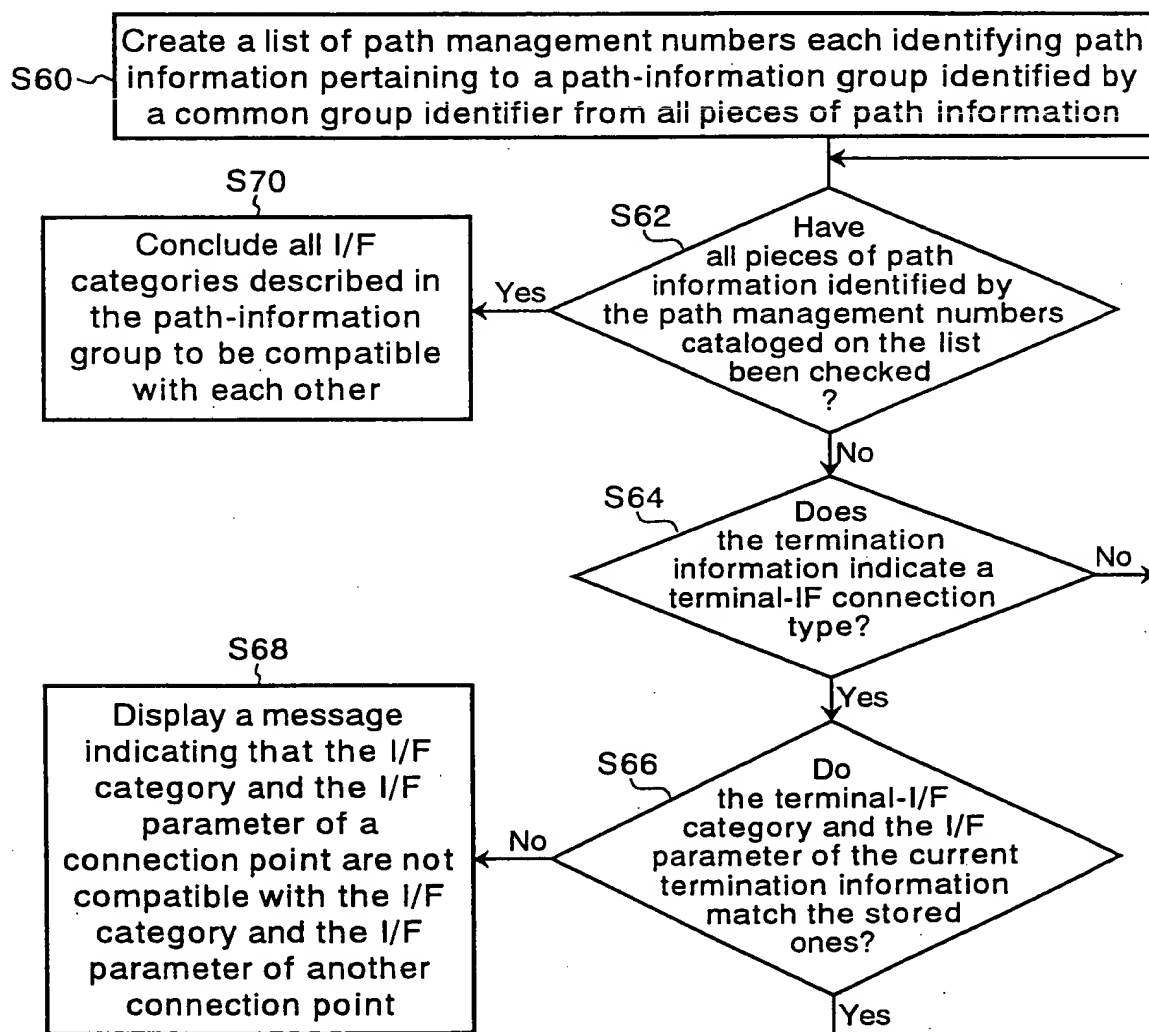 Create a list of path management numbers each identifying path
information pertaining to a path-information group identified by
a common group identifier from all pieces of path information
S60
S70
Conclude all I/F
categories described in
the path-information
group to be compatible
with each other
S62
Have
all pieces of path
information identified by
the path management numbers
cataloged on the list
been checked
?
Yes
No
S64
Does
the termination
information indicate a
terminal-IF connection
type?
No
Yes
S68
Display a message
indicating that the I/F
category and the I/F
parameter of a
connection point are not
compatible with the I/F
category and the I/F
parameter of another
connection point
S66
Do
the terminal-I/F
category and the I/F
parameter of the current
termination information
match the stored
ones?
No
Yes